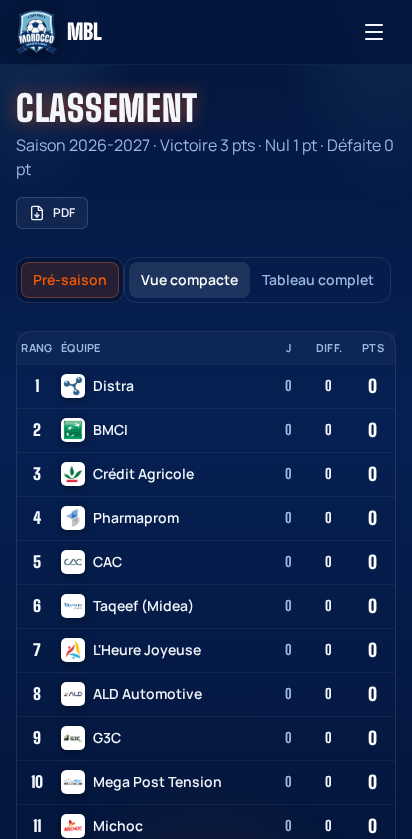 MOROCCO
MBL
CLASSEMENT
Saison 2026-2027 · Victoire 3 pts · Nul 1 pt · Défaite 0
pt
PDF
Pré-saison Vue compacte Tableau complet
RANG ÉQUIPE J DIFF. PTS
1 Distra 0 0 0
2 BMCI 0 0 0
3 Crédit Agricole 0 0 0
4 Pharmaprom 0 0 0
5 CAC CAC 0 0 0
6 Taqeef (Midea) 0 0 0
7 L'Heure Joyeuse 0 0 0
8 ALD ALD Automotive 0 0 0
9 G3C G3C 0 0 0
10 Mega Post Tension 0 0 0
11 Michoc Michoc 0 0 0